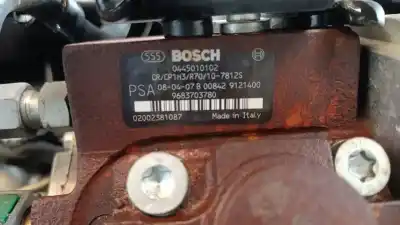 BOSCH
0445010102
CR/CP1H3/R70/10-7812S
PSA 08-04-07 B 00842 9121400
9683703780
02002381087 Made in Italy